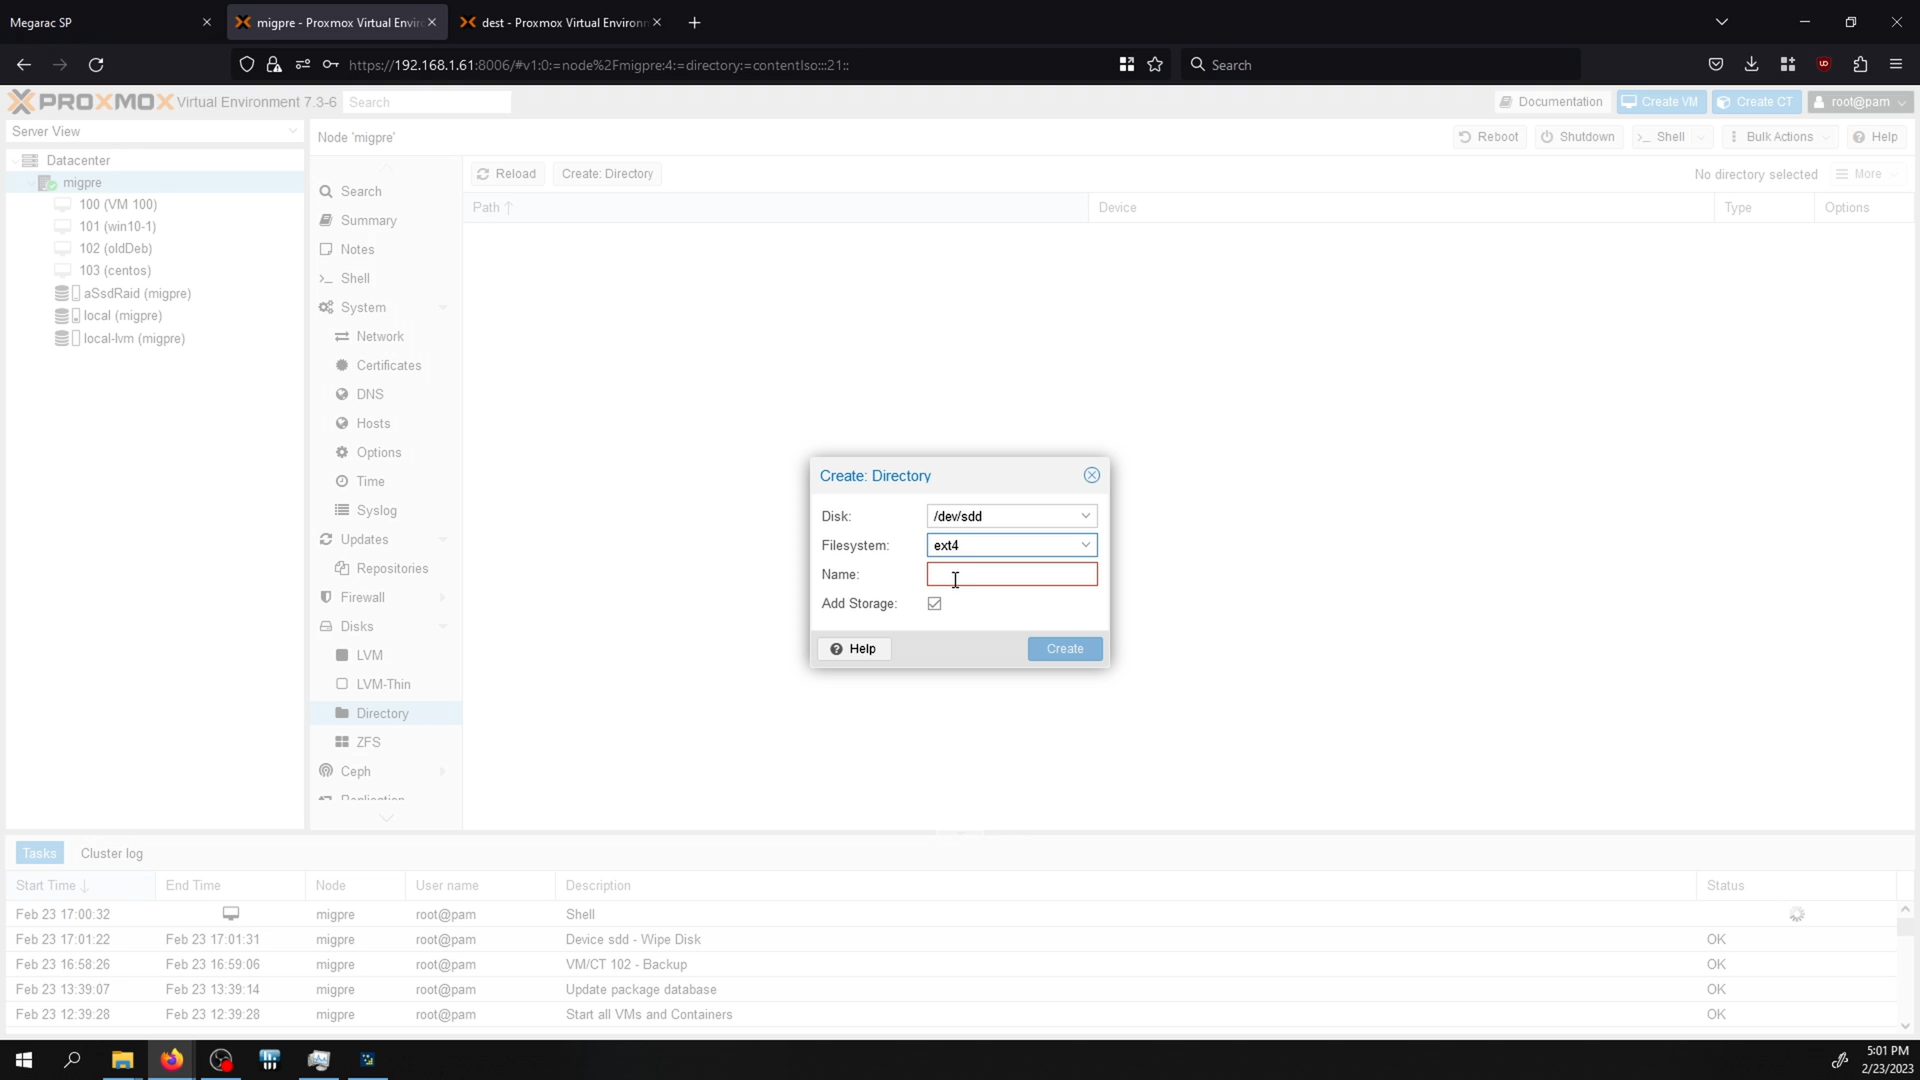 Megarac SP
migpre - Proxmox Virtual Enviro
dest - Proxmox Virtual Environ
https://192.168.1.61:8006/#v1:0:=node%2Fmigpre:4:=directory:=contentIso:::21::
Search
PROXMOX Virtual Environment 7.3-6
Search
Documentation
Create VM
Create CT
root@pam
Server View
Node 'migpre'
Reboot
Shutdown
>_ Shell
Bulk Actions
Help
Datacenter
migpre
100 (VM 100)
101 (win10-1)
102 (oldDeb)
103 (centos)
aSsdRaid (migpre)
local (migpre)
local-lvm (migpre)
Search
Summary
Notes
>_ Shell
System
Network
Certificates
DNS
Hosts
Options
Time
Syslog
Updates
Repositories
Firewall
Disks
LVM
LVM-Thin
Directory
ZFS
Ceph
Replication
Reload
Create: Directory
No directory selected
More
Path
Device
Type
Options
Create: Directory
Disk: /dev/sdd
Filesystem: ext4
Name:
Add Storage:
Help
Create
Tasks
Cluster log
Start Time
End Time
Node
User name
Description
Status
Feb 23 17:00:32 migpre root@pam Shell
Feb 23 17:01:22 Feb 23 17:01:31 migpre root@pam Device sdd - Wipe Disk OK
Feb 23 16:58:26 Feb 23 16:59:06 migpre root@pam VM/CT 102 - Backup OK
Feb 23 13:39:07 Feb 23 13:39:14 migpre root@pam Update package database OK
Feb 23 12:39:28 Feb 23 12:39:28 migpre root@pam Start all VMs and Containers OK
5:01 PM
2/23/2023